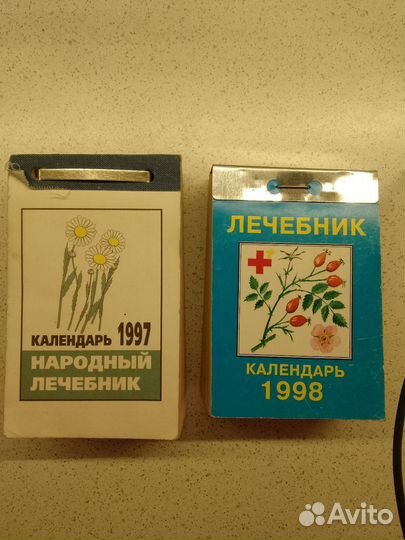 КАЛЕНДАРЬ 1997
НАРОДНЫЙ
ЛЕЧЕБНИК
ЛЕЧЕБНИК
КАЛЕНДАРЬ
1998
Avito